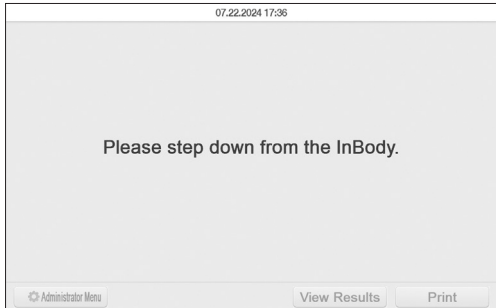 07.22.2024 17:36
Please step down from the InBody.
Administrator Menu
View Results
Print